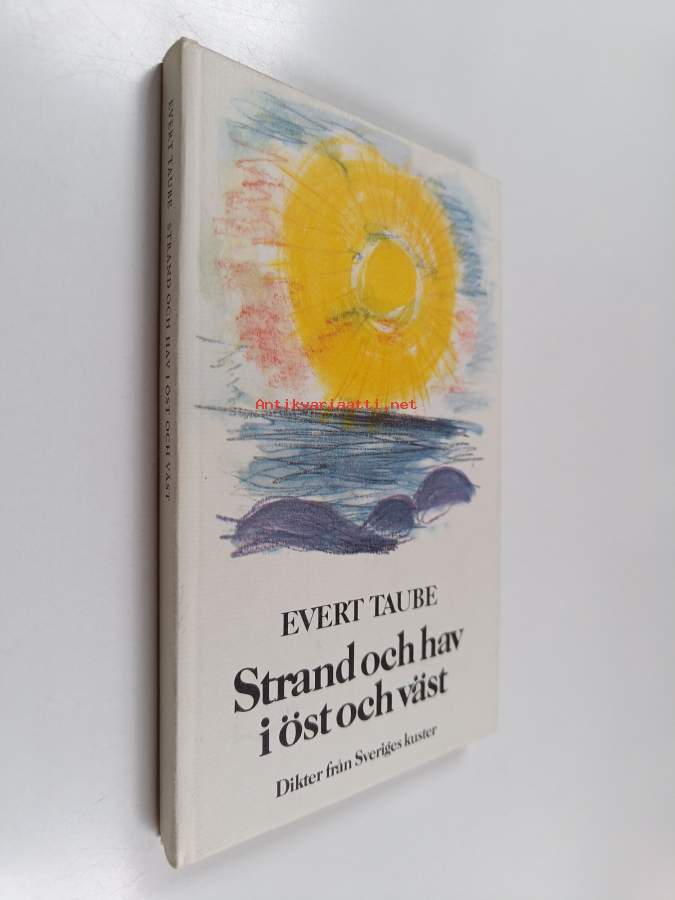 EVERT TAUBE STRAND OCH HAV I ÖST OCH VÄST
Antikvariaatti.net
EVERT TAUBE
Strand och hav
i öst och väst
Dikter från Sveriges kuster